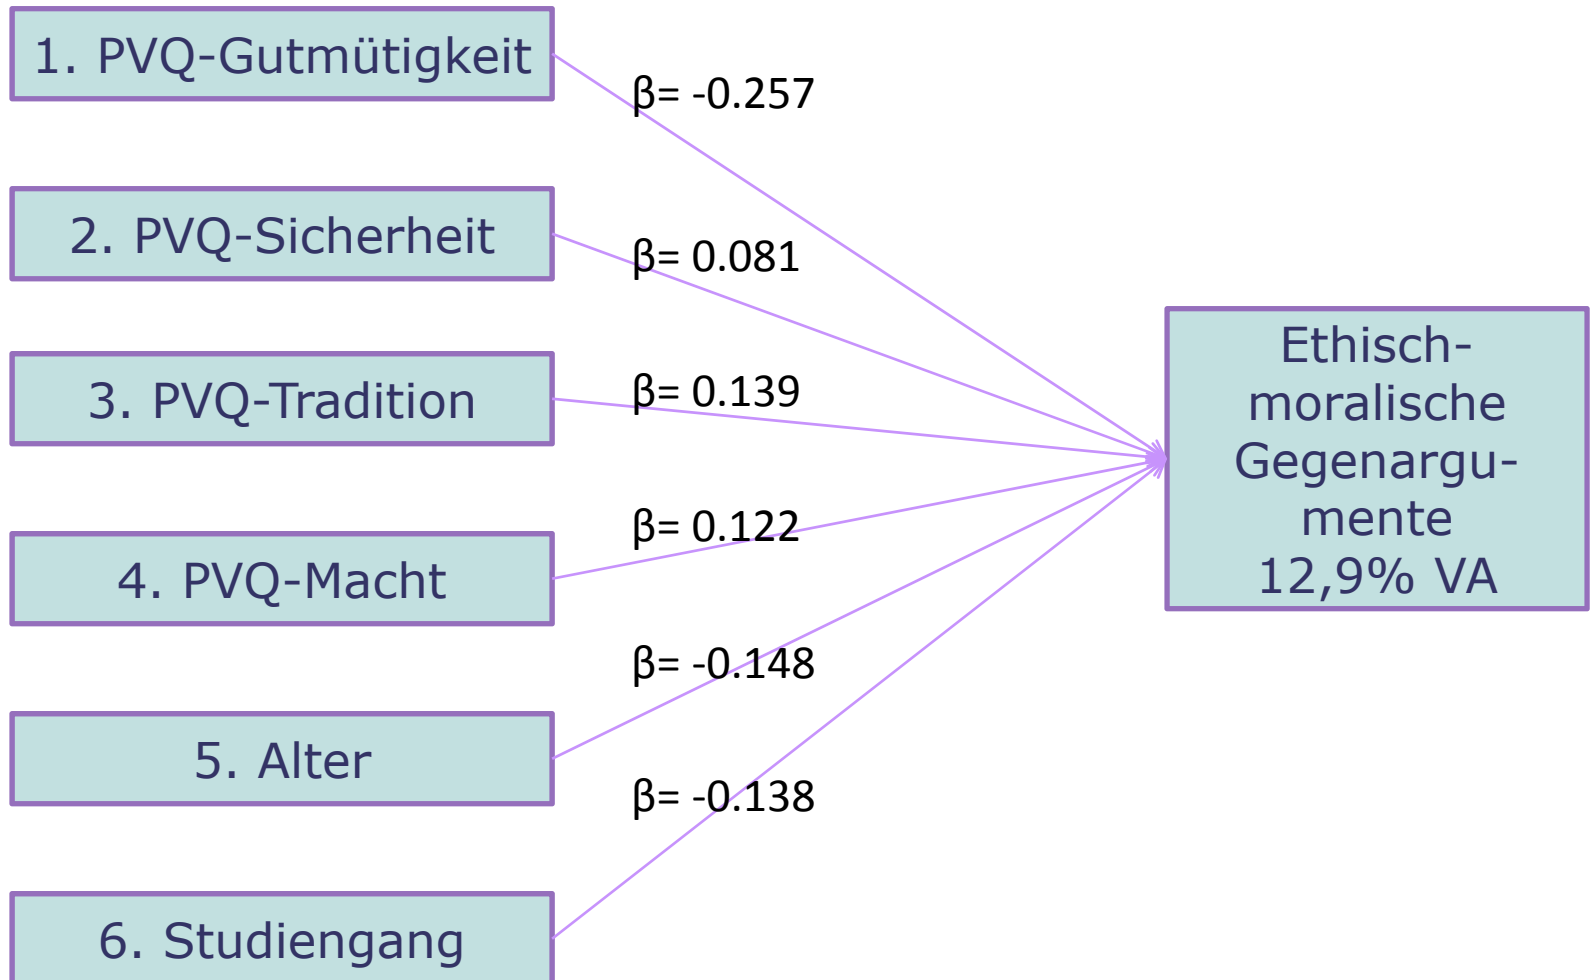 1. PVQ-Gutmütigkeit
β= -0.257
2. PVQ-Sicherheit
β= 0.081
3. PVQ-Tradition
β= 0.139
4. PVQ-Macht
β= 0.122
5. Alter
β= -0.148
6. Studiengang
β= -0.138
Ethisch-
moralische
Gegenargu-
mente
12,9% VA